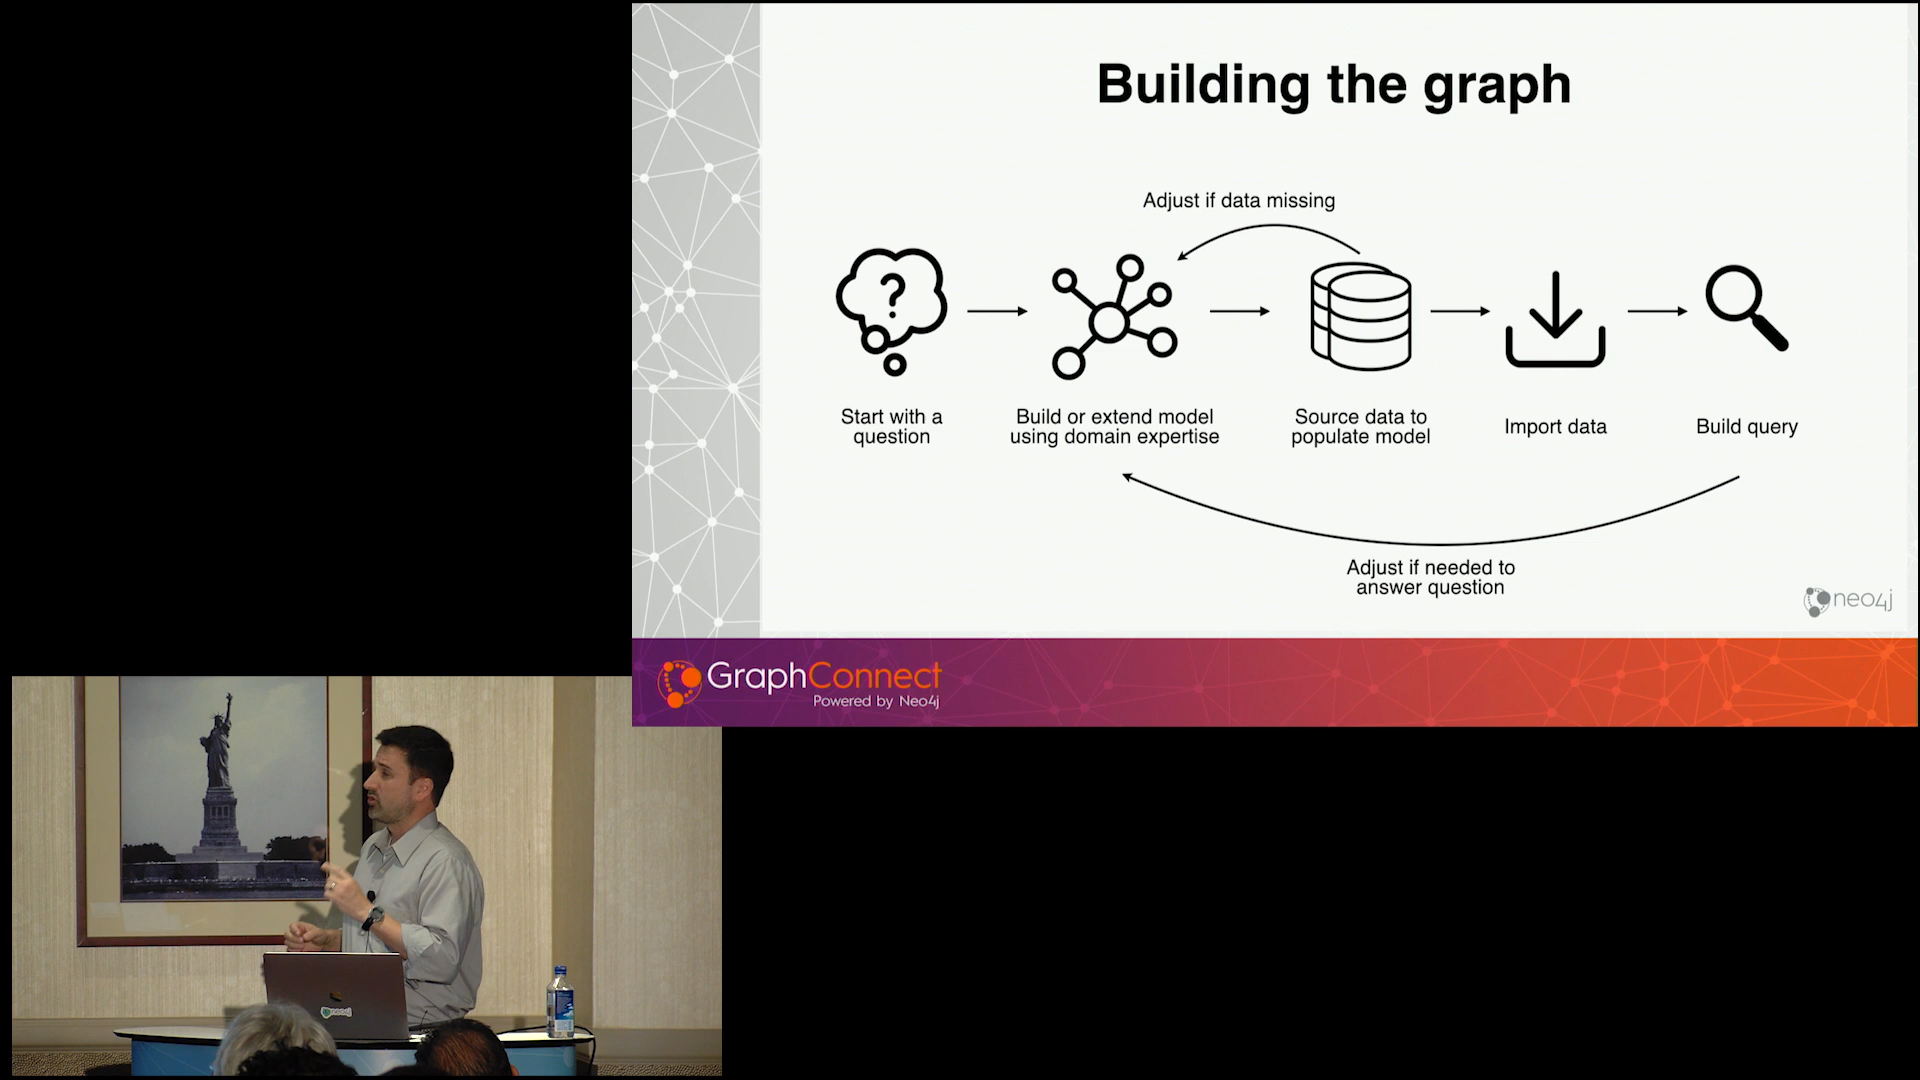 Building the graph
Adjust if data missing
?
Start with a
question
Build or extend model
using domain expertise
Source data to
populate model
Import data
Build query
Adjust if needed to
answer question
neo4j
GraphConnect
Powered by Neo4j
neo4j